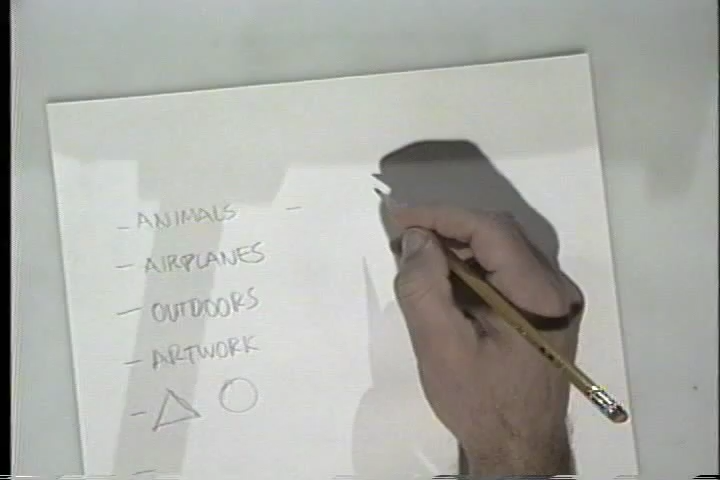 - ANIMALS -
- AIRPLANES
- OUTDOORS
- ARTWORK
- △ ○
-